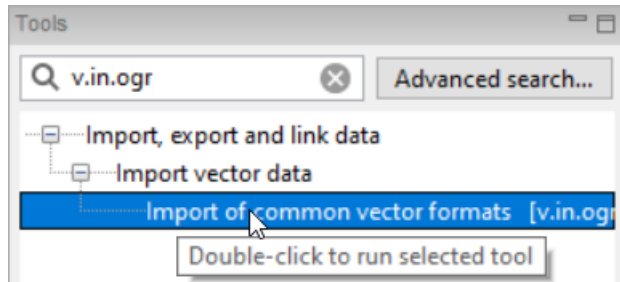 Tools
v.in.ogr
Advanced search...
Import, export and link data
Import vector data
Import of common vector formats [v.in.ogr
Double-click to run selected tool